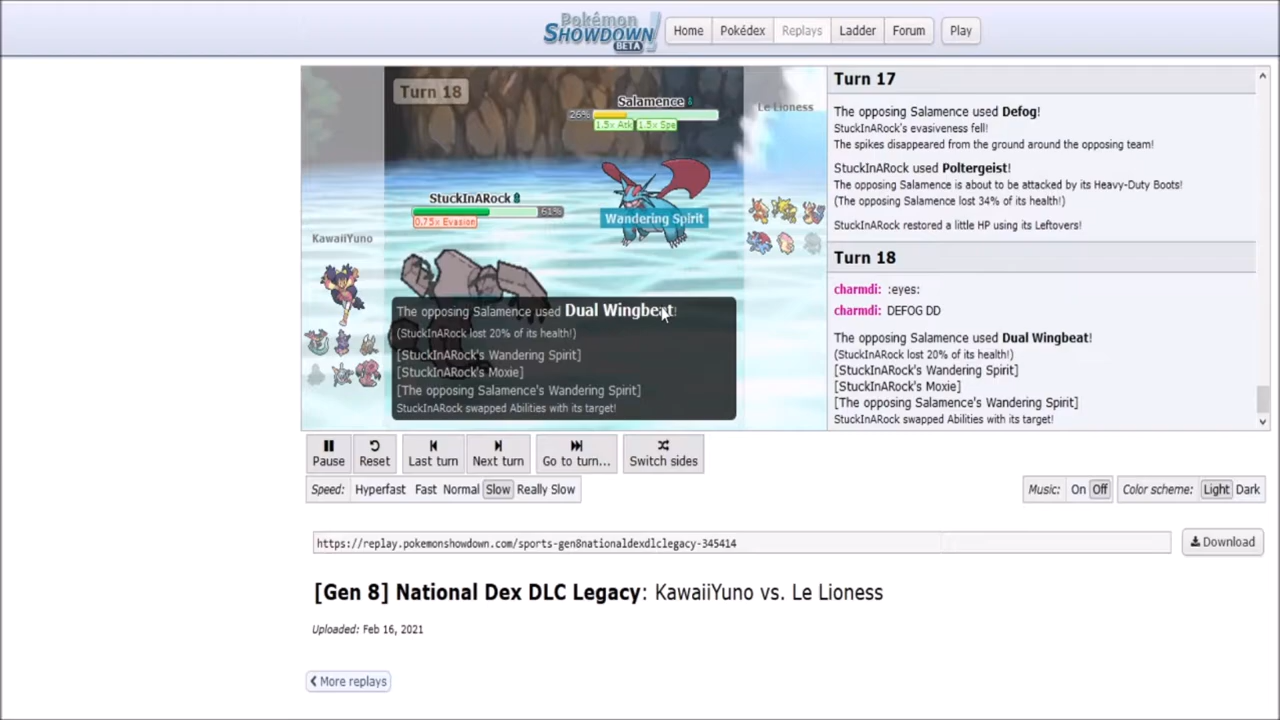 Pokémon
SHOWDOWN!
BETA
Home
Pokédex
Replays
Ladder
Forum
Play
Turn 18
Salamence
26%
1.5× Atk
1.5× Spe
Le Lioness
StuckInARock
61%
0.75× Evasion
Wandering Spirit
KawaiiYuno
The opposing Salamence used Dual Wingbeat!
(StuckInARock lost 20% of its health!)
[StuckInARock's Wandering Spirit]
[StuckInARock's Moxie]
[The opposing Salamence's Wandering Spirit]
StuckInARock swapped Abilities with its target!
Turn 17
The opposing Salamence used Defog!
StuckInARock's evasiveness fell!
The spikes disappeared from the ground around the opposing team!
StuckInARock used Poltergeist!
The opposing Salamence is about to be attacked by its Heavy-Duty Boots!
(The opposing Salamence lost 34% of its health!)
StuckInARock restored a little HP using its Leftovers!
Turn 18
charmdi: :eyes:
charmdi: DEFOG DD
The opposing Salamence used Dual Wingbeat!
(StuckInARock lost 20% of its health!)
[StuckInARock's Wandering Spirit]
[StuckInARock's Moxie]
[The opposing Salamence's Wandering Spirit]
StuckInARock swapped Abilities with its target!
Pause
Reset
Last turn
Next turn
Go to turn...
Switch sides
Speed: Hyperfast Fast Normal Slow Really Slow
Music: On Off
Color scheme: Light Dark
https://replay.pokemonshowdown.com/sports-gen8nationaldexdlclegacy-345414
Download
[Gen 8] National Dex DLC Legacy: KawaiiYuno vs. Le Lioness
Uploaded: Feb 16, 2021
More replays